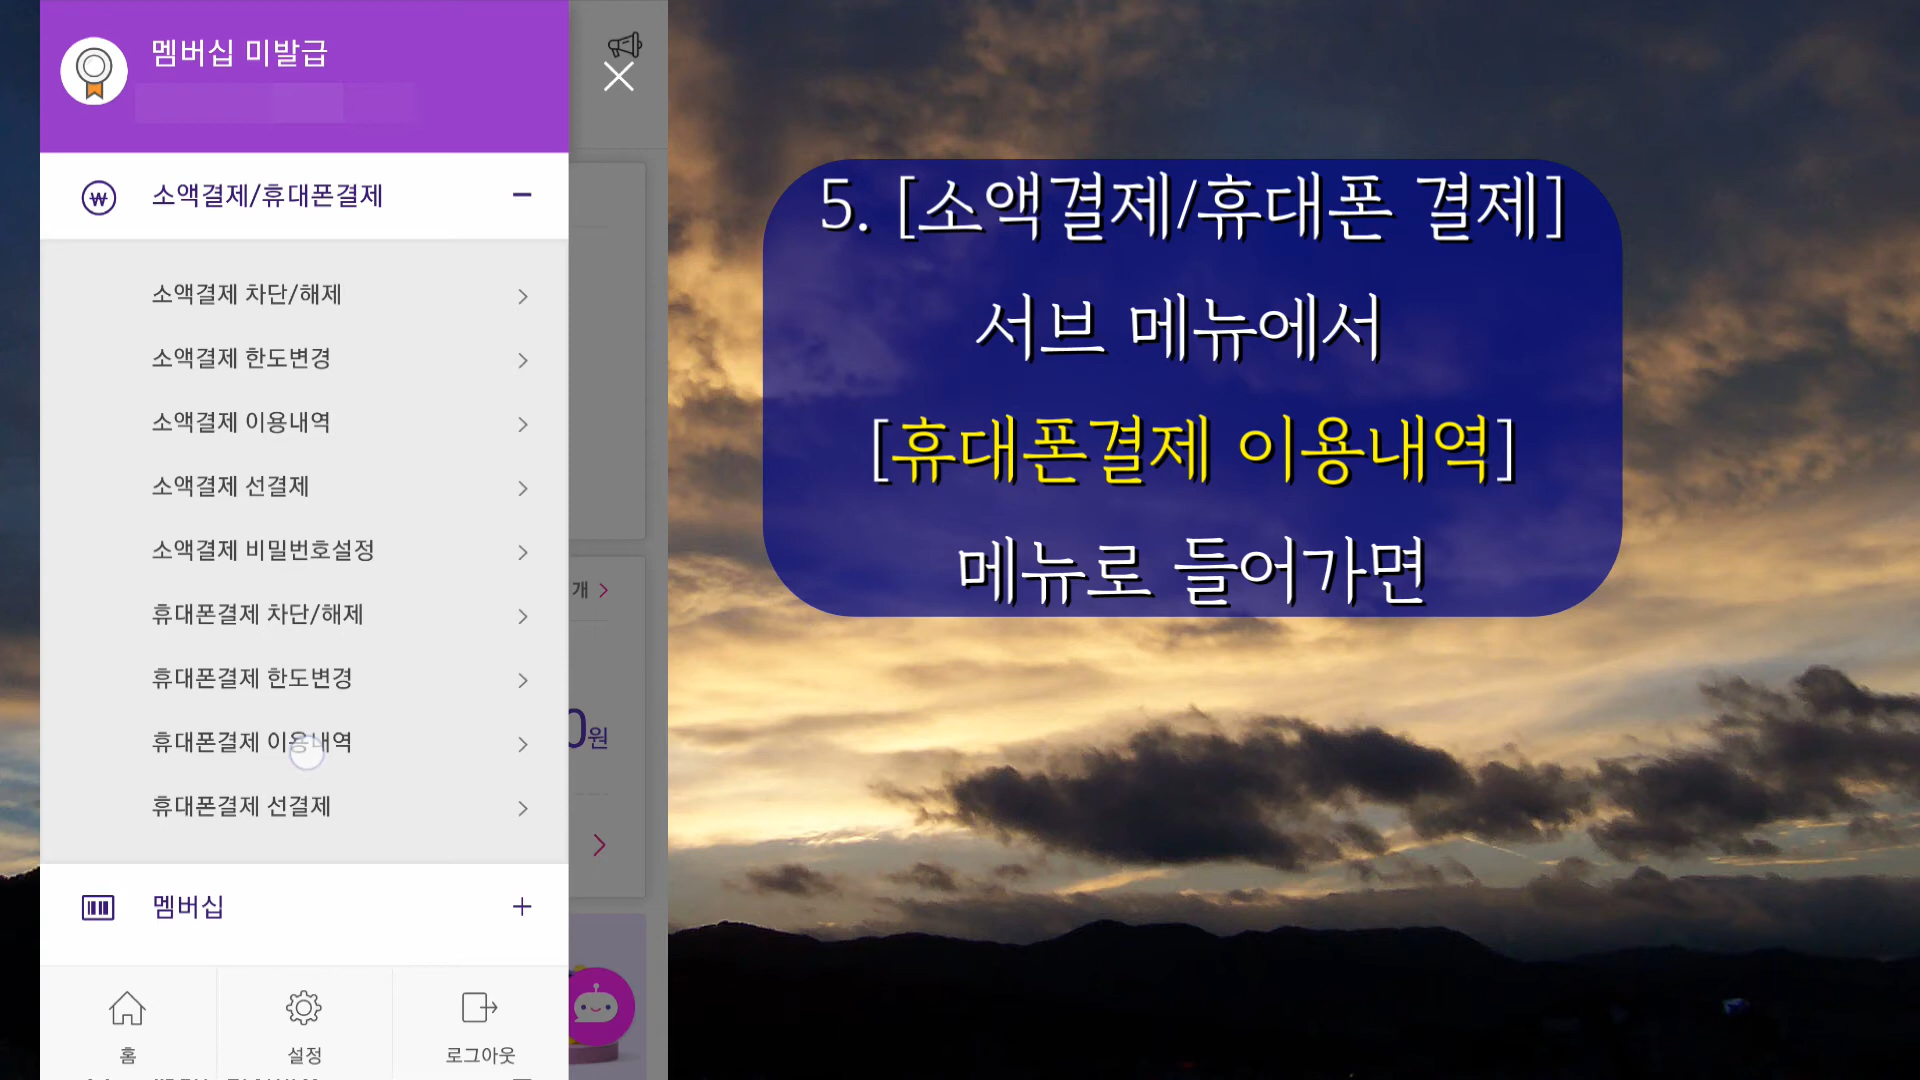 멤버십 미발급
소액결제/휴대폰결제
소액결제 차단/해제
소액결제 한도변경
소액결제 이용내역
소액결제 선결제
소액결제 비밀번호설정
휴대폰결제 차단/해제
휴대폰결제 한도변경
휴대폰결제 이용내역
휴대폰결제 선결제
멤버십
홈
설정
로그아웃
개
0원
5. [소액결제/휴대폰 결제]
서브 메뉴에서
[휴대폰결제 이용내역]
메뉴로 들어가면